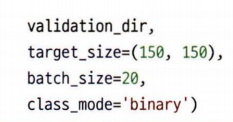 validation_dir,
target_size=(150, 150),
batch_size=20,
class_mode='binary')